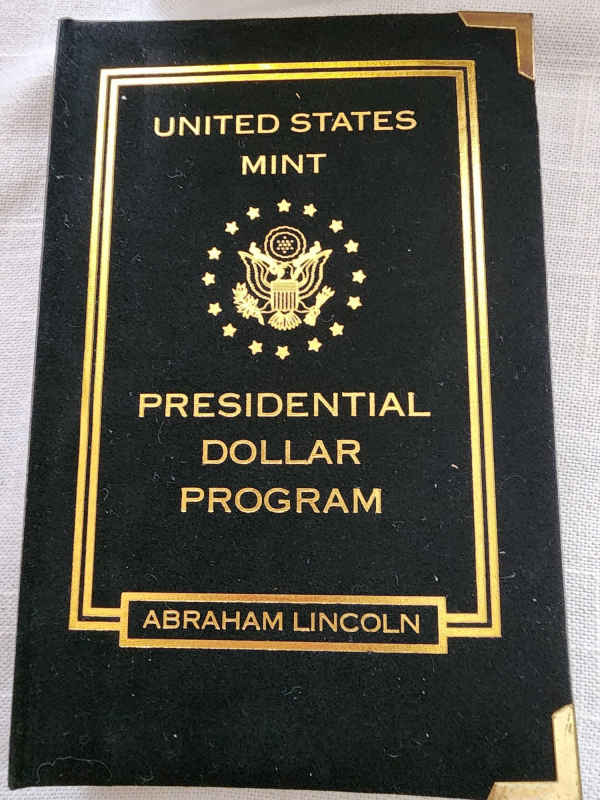 UNITED STATES
MINT
PRESIDENTIAL
DOLLAR
PROGRAM
ABRAHAM LINCOLN